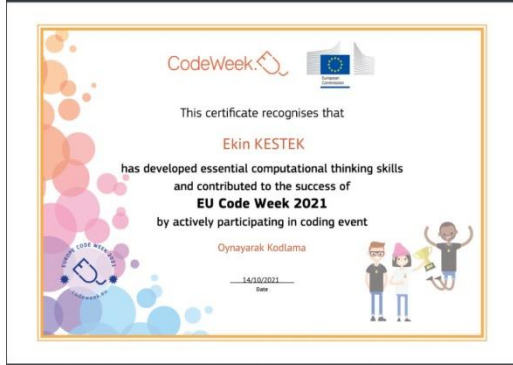 CodeWeek
European
Commission
This certificate recognises that
Ekin KESTEK
has developed essential computational thinking skills
and contributed to the success of
EU Code Week 2021
by actively participating in coding event
Oynayarak Kodlama
14/10/2021
Date
EUROPE CODE WEEK 2021
codeweek.eu